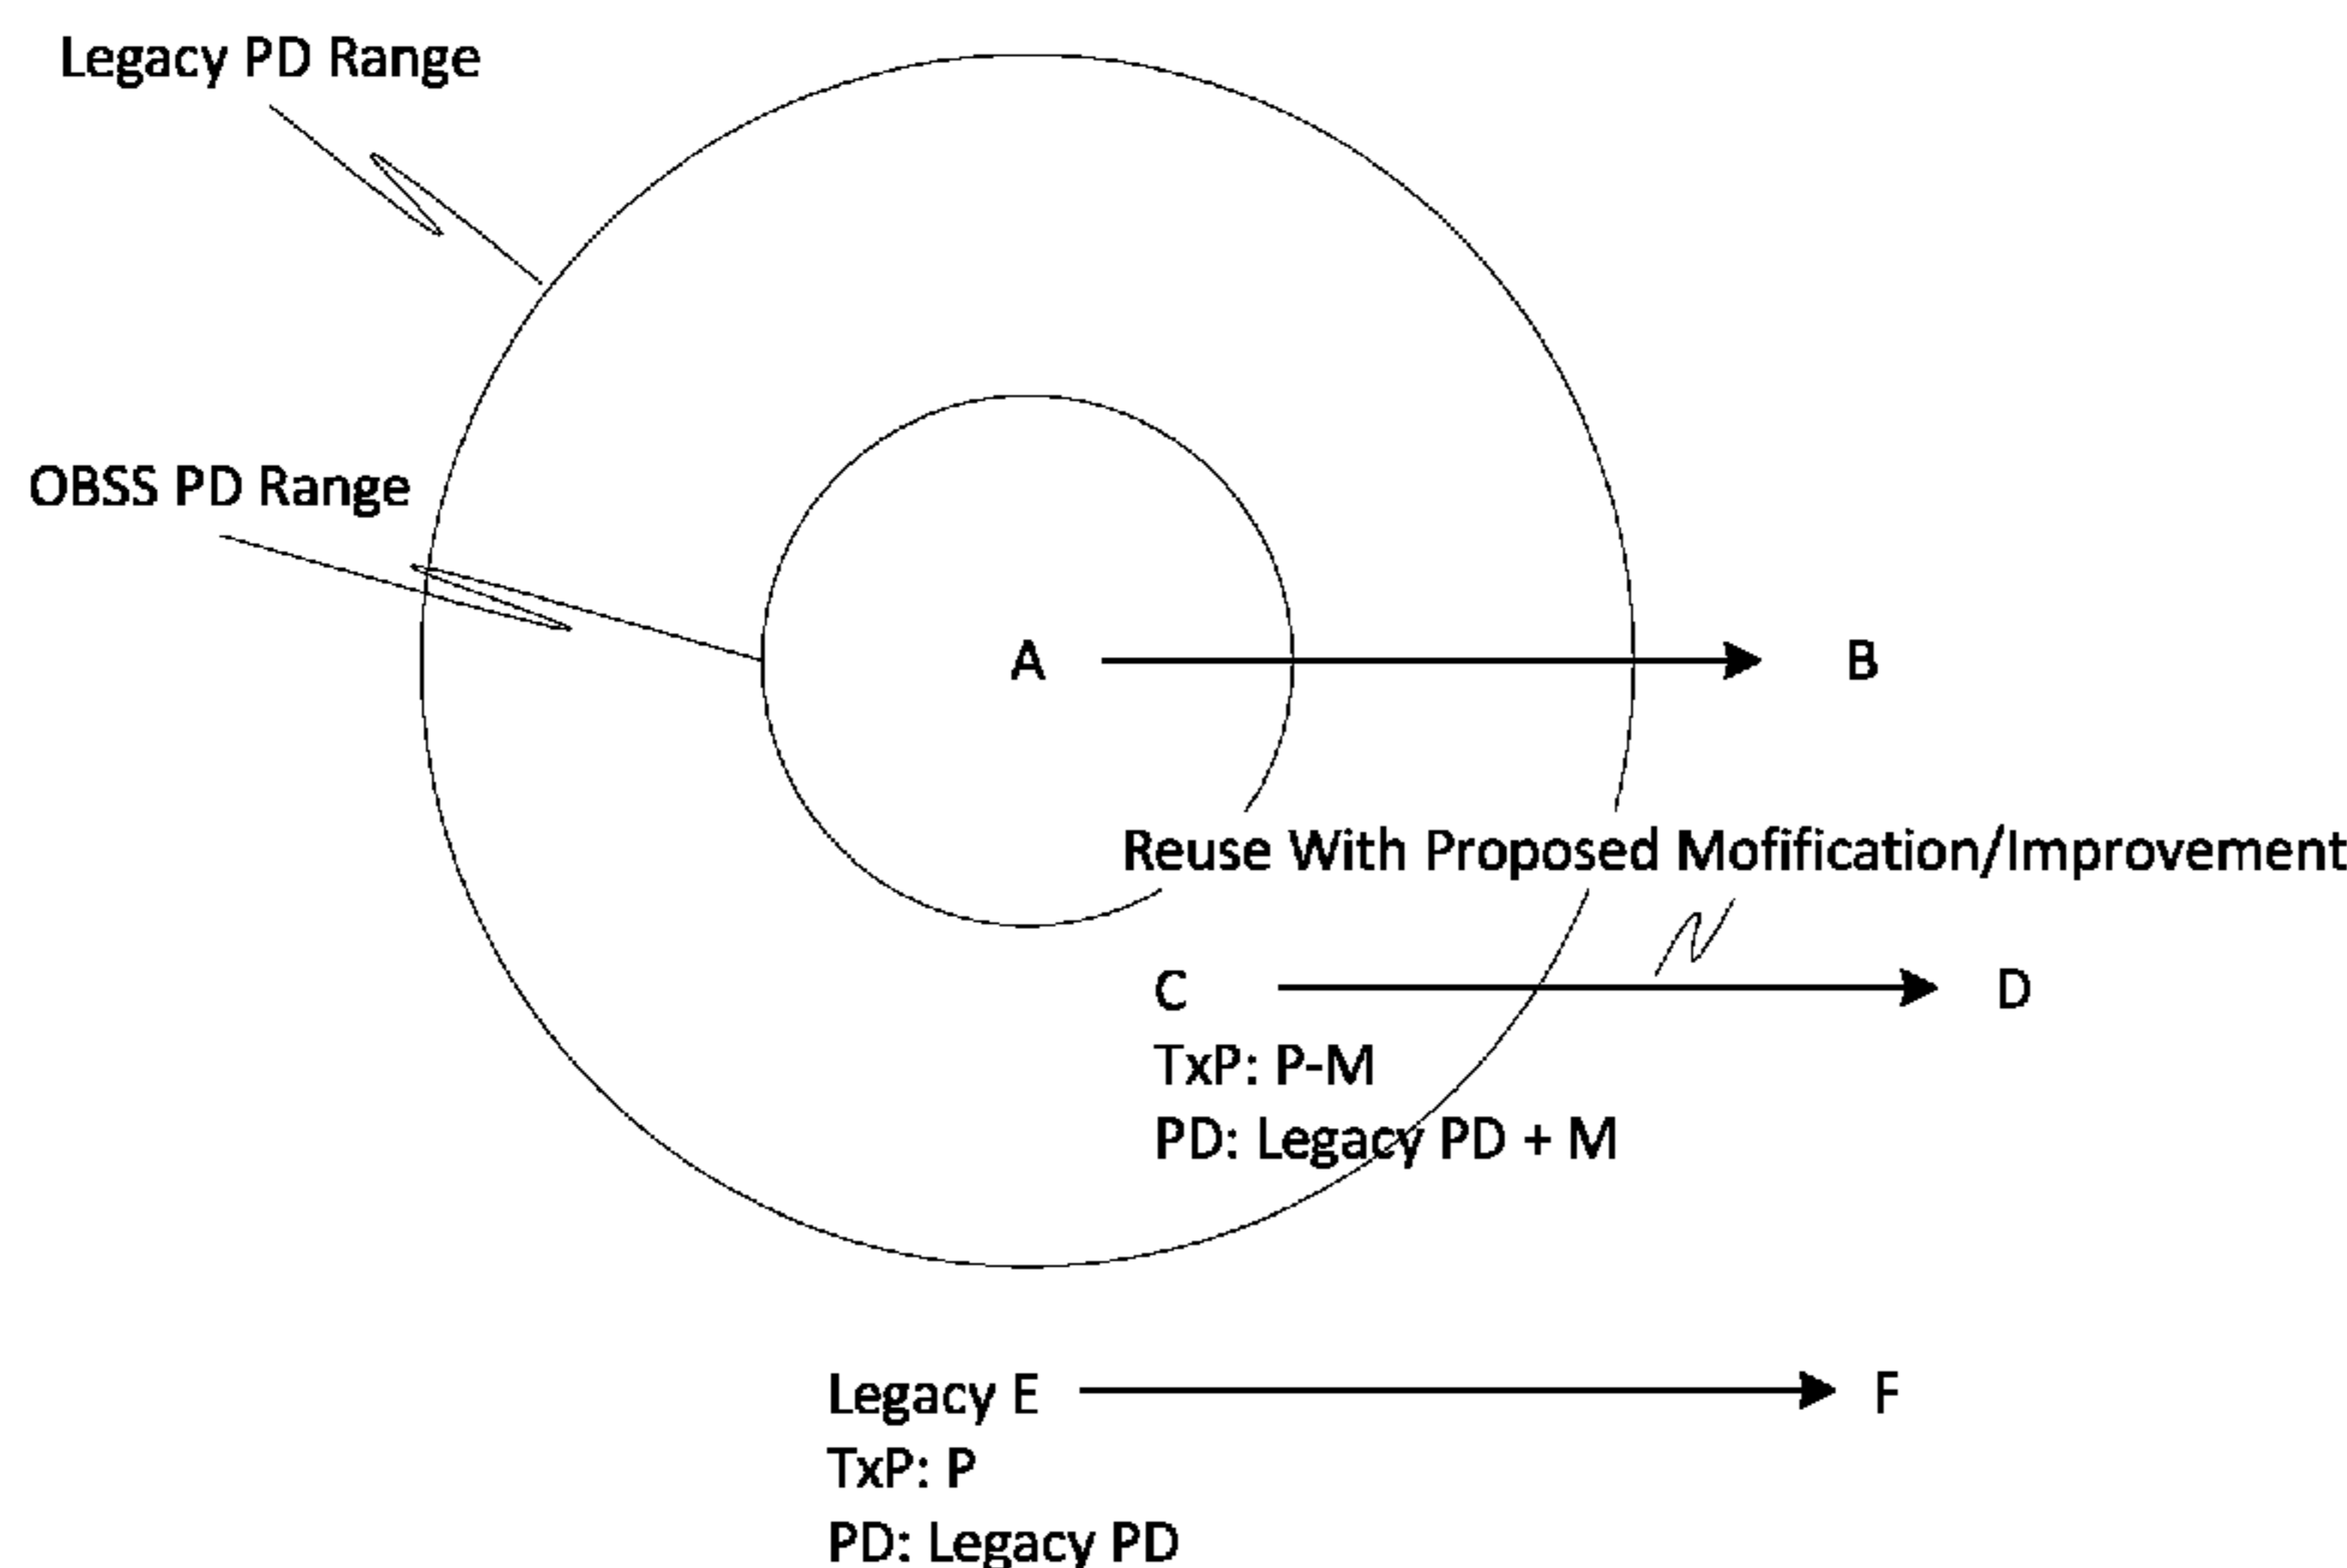 Legacy PD Range
OBSS PD Range
A
B
Reuse With Proposed Mofification/Improvement
C
D
TxP: P-M
PD: Legacy PD + M
Legacy E
F
TxP: P
PD: Legacy PD